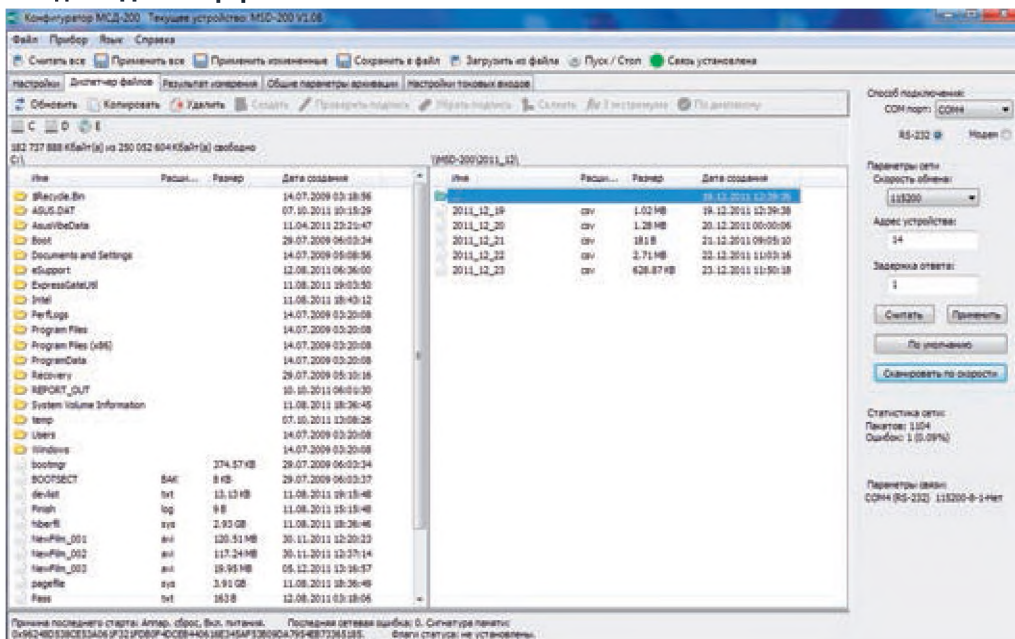 Конфигуратор МСД-200 Текущее устройство: MSD-200 V1.08
Файл Прибор Язык Справка
Считать все Применить все Применить измененные Сохранить в файл Загрузить из файла Пуск / Стоп Связь установлена
Настройки Диспетчер файлов Результат измерения Общие параметры архивации Настройки токовых входов
Обновить Копировать Удалить Создать Проверить подпись Убрать подпись Склеить По диапазону
C D E
182 737 888 Кбайт(а) из 250 052 604 Кбайт(а) свободно
C:\
Имя Расши... Размер Дата создания
$Recycle.Bin 14.07.2009 03:18:56
ASUS.DAT 07.10.2011 10:15:29
AsusVibeData 11.04.2011 23:21:47
Boot 29.07.2009 06:03:34
Documents and Settings 14.07.2009 05:08:56
eSupport 12.08.2011 06:36:00
ExpressGateUtil 11.08.2011 19:03:50
Intel 11.08.2011 18:43:12
PerfLogs 14.07.2009 03:20:08
Program Files 14.07.2009 03:20:08
Program Files (x86) 14.07.2009 03:20:08
ProgramData 14.07.2009 03:20:08
Recovery 29.07.2009 05:10:16
REPORT_OUT 10.10.2011 06:01:30
System Volume Information 11.08.2011 18:36:45
temp 07.10.2011 13:08:25
Users 14.07.2009 03:20:08
Windows 14.07.2009 03:20:08
bootmgr 374.57 KB 29.07.2009 06:03:34
BOOTSECT BAK 8 KB 29.07.2009 06:03:37
devlist txt 13.13 KB 11.08.2011 19:15:48
Finish log 9 B 11.08.2011 15:15:48
hiberfil sys 2.93 GB 11.08.2011 18:36:46
NewFilm_001 avi 120.51 MB 30.11.2011 12:20:23
NewFilm_002 avi 117.24 MB 30.11.2011 12:37:14
NewFilm_003 avi 19.95 MB 05.12.2011 13:16:57
pagefile sys 3.91 GB 11.08.2011 18:36:49
Pass txt 163 B 12.08.2011 03:18:06
\\MSD-200\2011_12\
Имя Расши... Размер Дата создания
.. 19.12.2011 12:39:35
2011_12_19 csv 1.02 MB 19.12.2011 12:39:38
2011_12_20 csv 1.28 MB 20.12.2011 00:00:06
2011_12_21 csv 181 B 21.12.2011 09:05:10
2011_12_22 csv 2.71 MB 22.12.2011 11:03:16
2011_12_23 csv 628.87 KB 23.12.2011 11:50:18
Способ подключения:
COM порт: COM4
RS-232 Модем
Параметры сети
Скорость обмена:
115200
Адрес устройства:
14
Задержка ответа:
1
Считать Применить
По умолчанию
Сканировать по скорости
Статистика сети:
Пакетов: 1104
Ошибок: 1 (0.09%)
Параметры связи:
COM4 (RS-232) 115200-8-1-Нет
Причина последнего старта: Аппар. сброс, Вкл. питания. Последняя сетевая ошибка: 0. Сигнатура памяти:
Флаги статуса: не установлены.